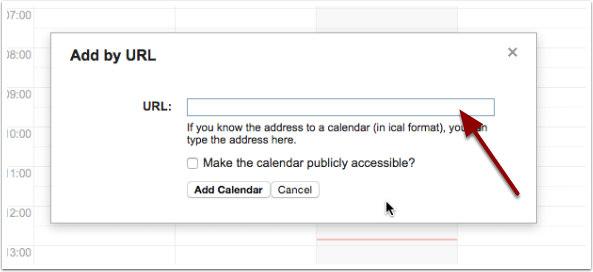 07:00
08:00
Add by URL
×
09:00
URL:
If you know the address to a calendar (in ical format), you can
10:00
type the address here.
11:00
Make the calendar publicly accessible?
Add Calendar Cancel
12:00
13:00